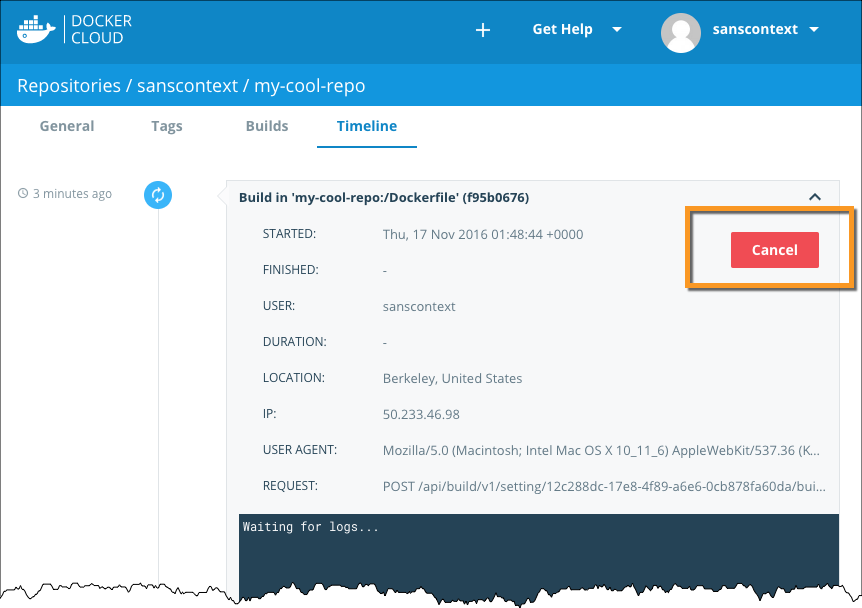 DOCKER
CLOUD
+
Get Help
sanscontext
Repositories / sanscontext / my-cool-repo
General Tags Builds Timeline
3 minutes ago
Build in 'my-cool-repo:/Dockerfile' (f95b0676)
Cancel
STARTED: Thu, 17 Nov 2016 01:48:44 +0000
FINISHED: -
USER: sanscontext
DURATION: -
LOCATION: Berkeley, United States
IP: 50.233.46.98
USER AGENT: Mozilla/5.0 (Macintosh; Intel Mac OS X 10_11_6) AppleWebKit/537.36 (K...
REQUEST: POST /api/build/v1/setting/12c288dc-17e8-4f89-a6e6-0cb878fa60da/bui...
Waiting for logs...